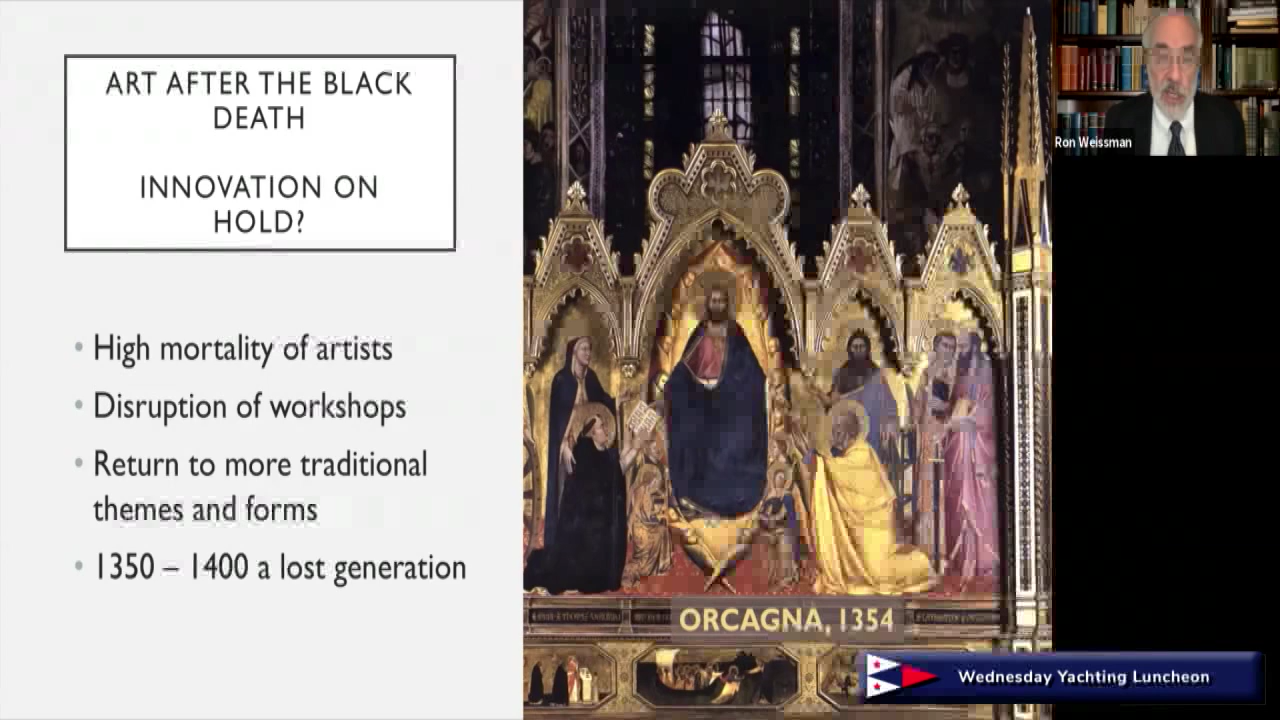 ART AFTER THE BLACK
DEATH
INNOVATION ON
HOLD?
• High mortality of artists
• Disruption of workshops
• Return to more traditional
themes and forms
• 1350 – 1400 a lost generation
ORCAGNA, 1354
Ron Weissman
Wednesday Yachting Luncheon